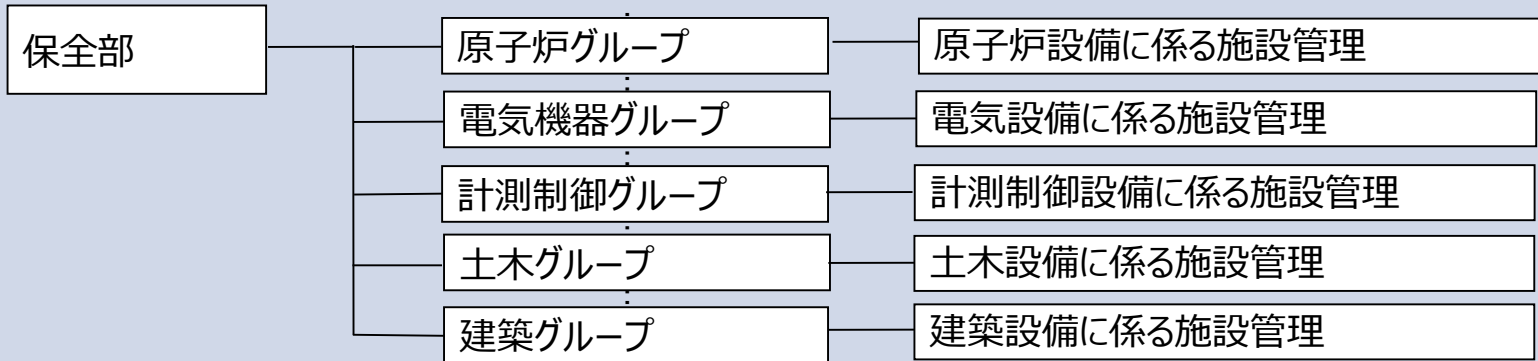 保全部
原子炉グループ
原子炉設備に係る施設管理
電気機器グループ
電気設備に係る施設管理
計測制御グループ
計測制御設備に係る施設管理
土木グループ
土木設備に係る施設管理
建築グループ
建築設備に係る施設管理